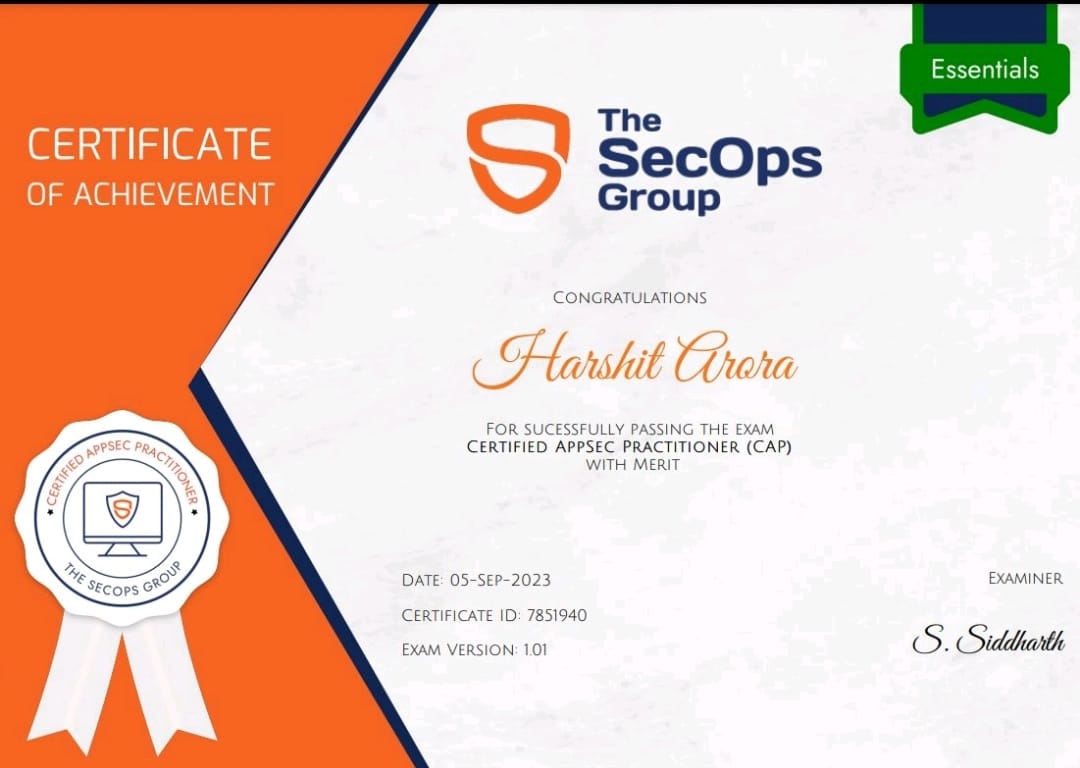 Essentials
CERTIFICATE
OF ACHIEVEMENT
The
SecOps
Group
Congratulations
Harshit Arora
For sucessfully passing the exam
Certified AppSec Practitioner (CAP)
with Merit
CERTIFIED APPSEC PRACTITIONER
THE SECOPS GROUP
Date: 05-Sep-2023
Certificate ID: 7851940
Exam Version: 1.01
Examiner
S. Siddharth